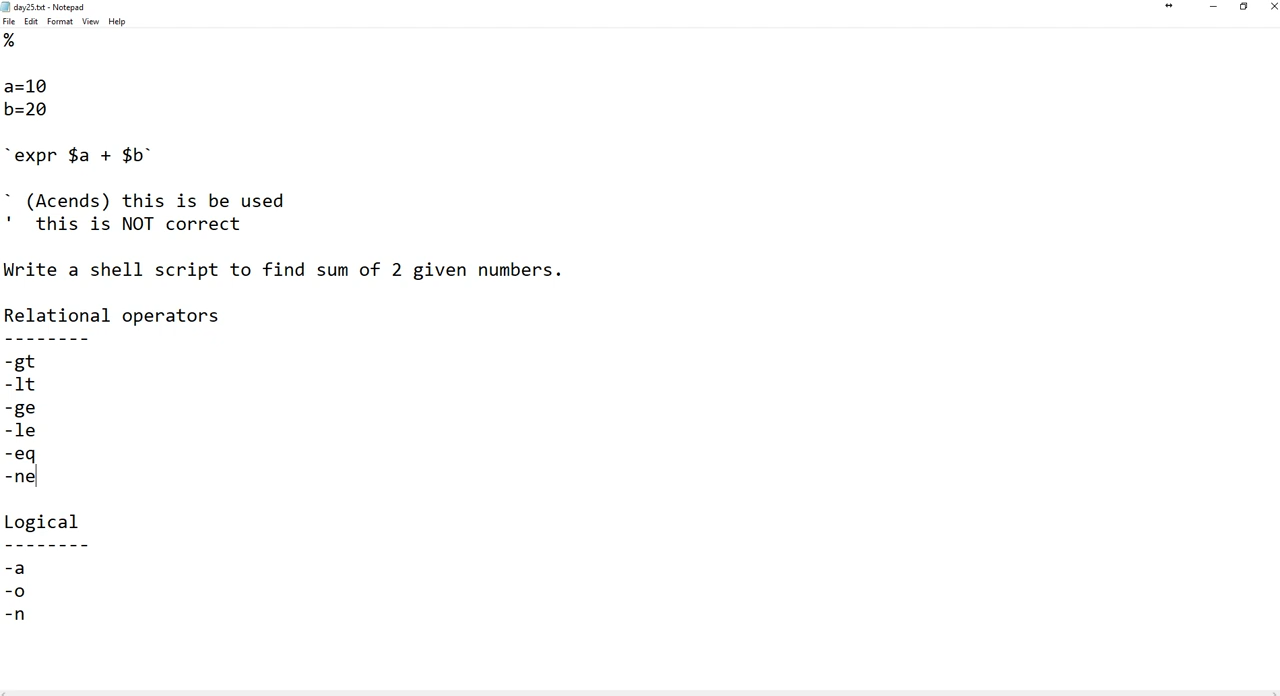 day25.txt - Notepad
File Edit Format View Help
%
a=10
b=20
`expr $a + $b`
` (Acends) this is be used
'  this is NOT correct
Write a shell script to find sum of 2 given numbers.
Relational operators
--------
-gt
-lt
-ge
-le
-eq
-ne
Logical
--------
-a
-o
-n